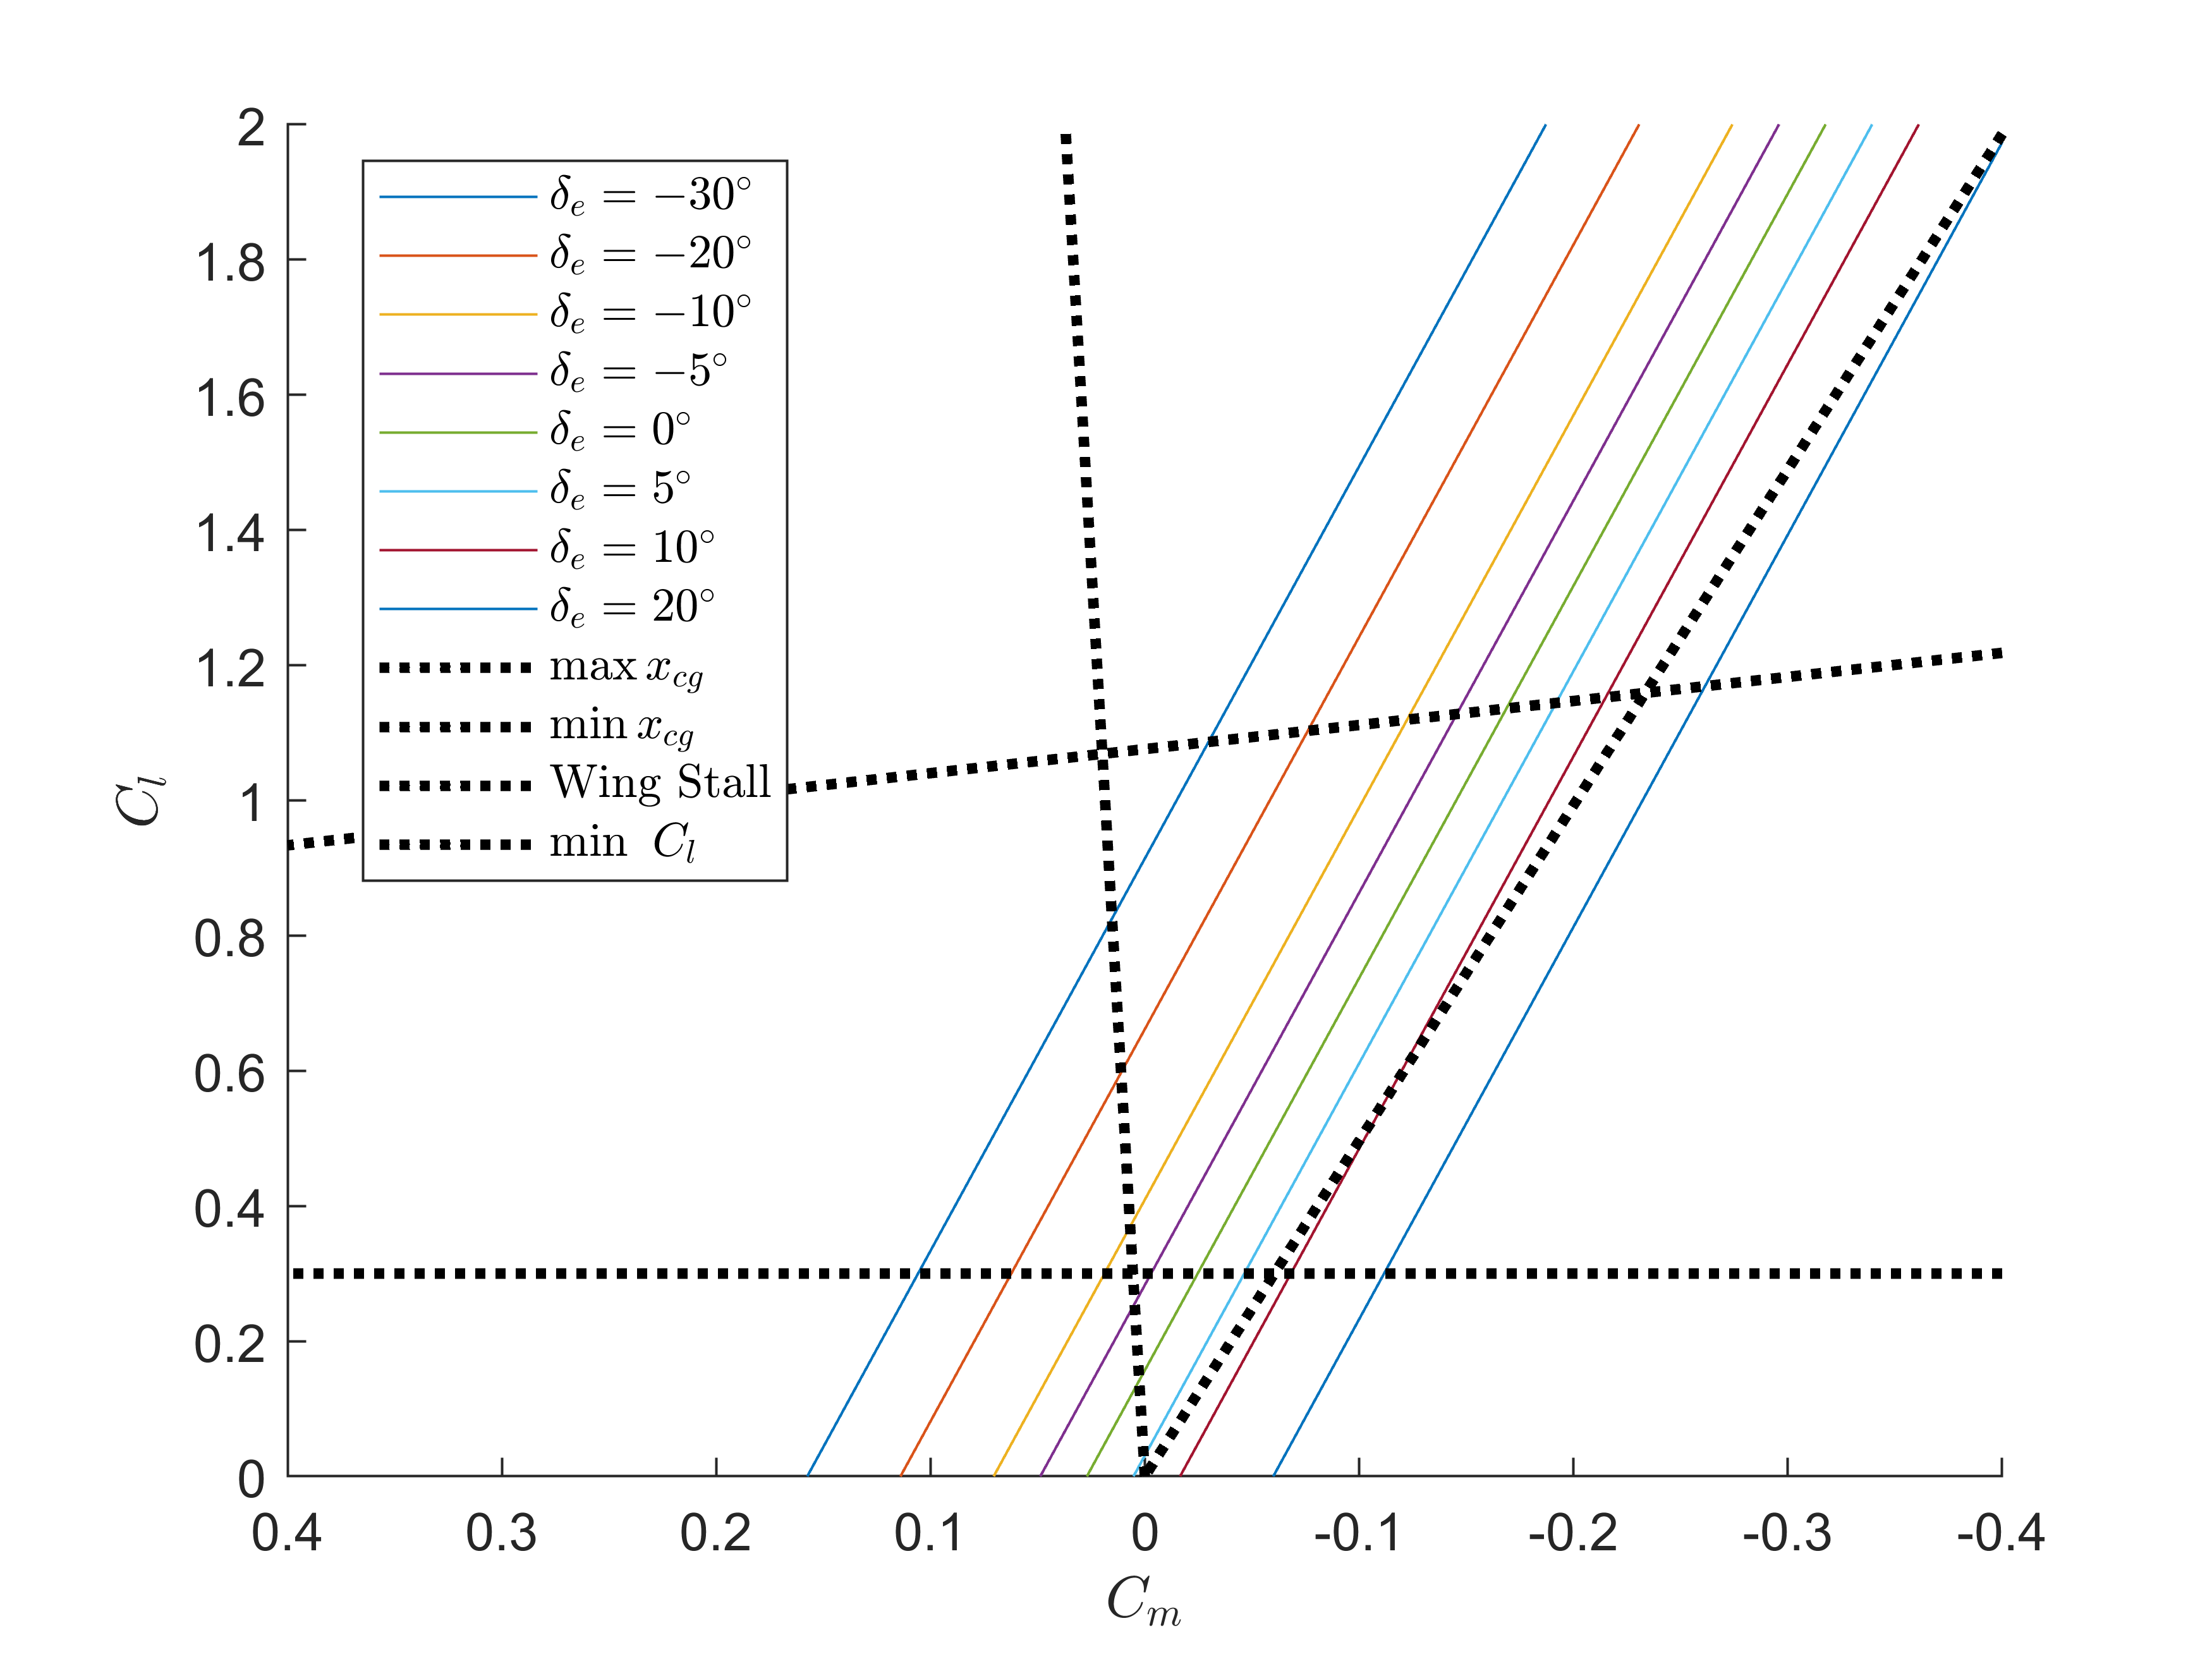 2
1.8
1.6
1.4
1.2
1
0.8
0.6
0.4
0.2
0
C_l
δ_e = −30°
δ_e = −20°
δ_e = −10°
δ_e = −5°
δ_e = 0°
δ_e = 5°
δ_e = 10°
δ_e = 20°
max x_cg
min x_cg
Wing Stall
min C_l
0.4 0.3 0.2 0.1 0 -0.1 -0.2 -0.3 -0.4
C_m